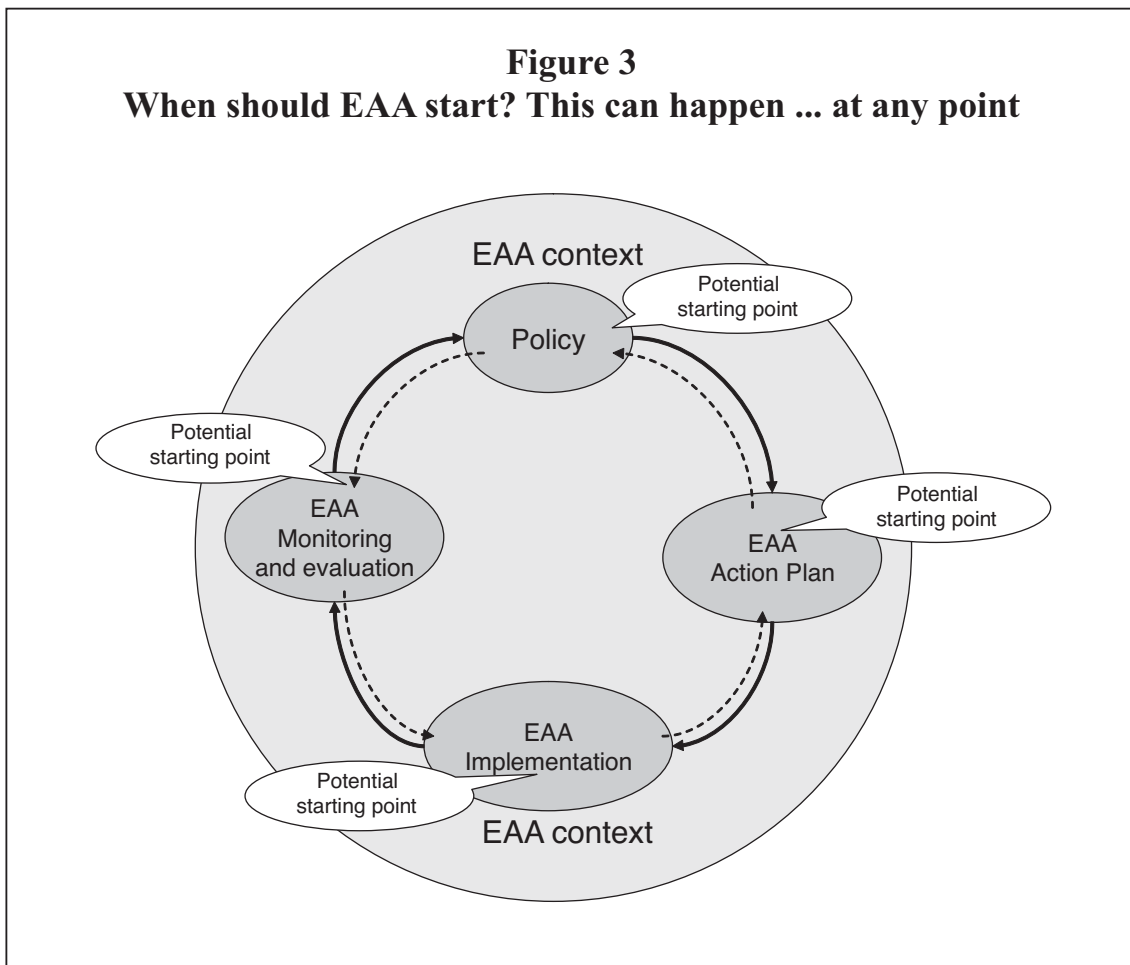 Figure 3
When should EAA start? This can happen ... at any point
EAA context
Potential
starting point
Policy
Potential
starting point
EAA
Monitoring
and evaluation
Potential
starting point
EAA
Action Plan
EAA
Implementation
Potential
starting point
EAA context